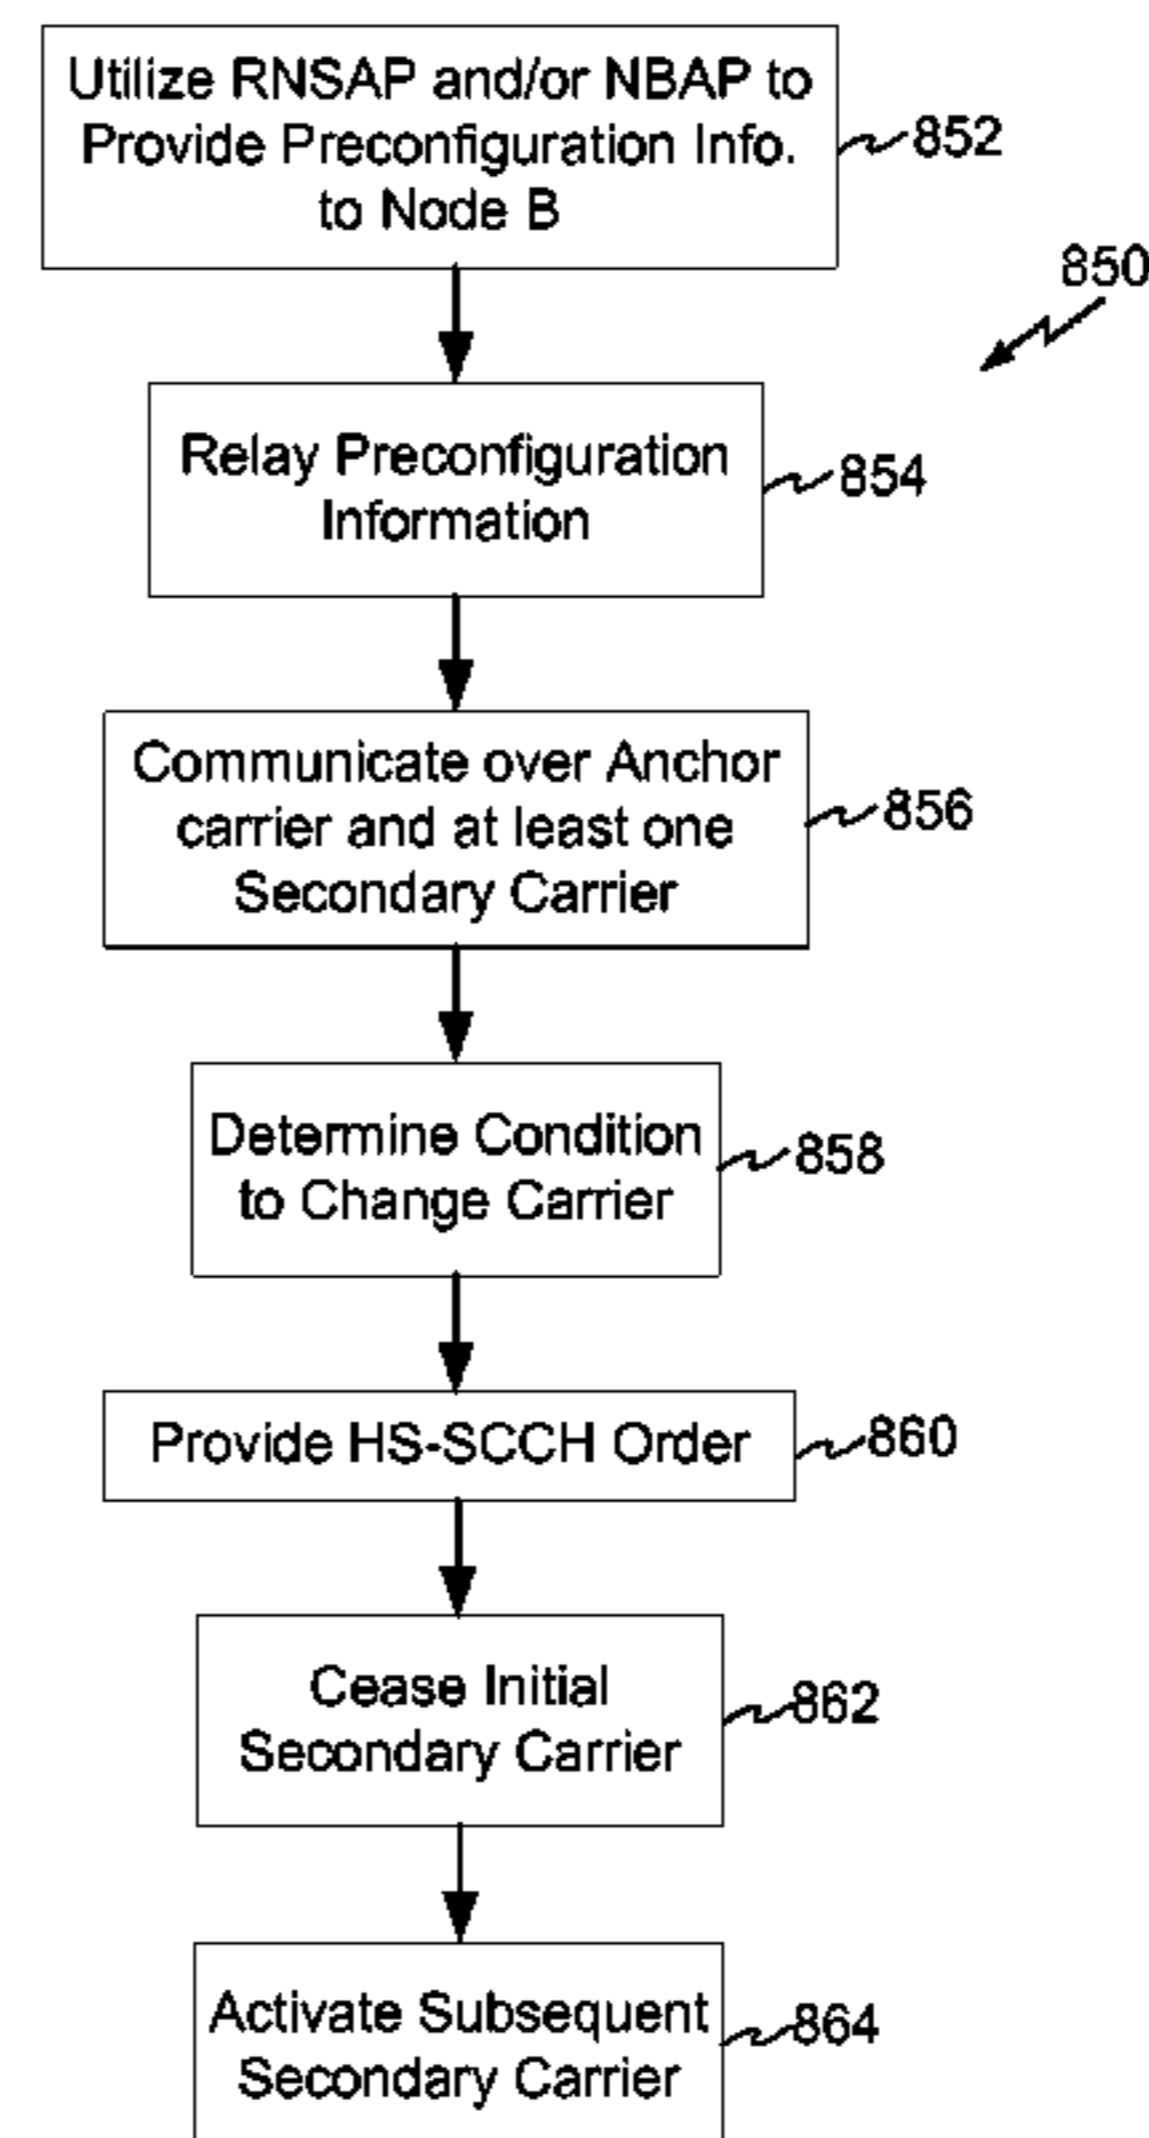 Utilize RNSAP and/or NBAP to
Provide Preconfiguration Info.
to Node B
852
850
Relay Preconfiguration
Information
854
Communicate over Anchor
carrier and at least one
Secondary Carrier
856
Determine Condition
to Change Carrier
858
Provide HS-SCCH Order
860
Cease Initial
Secondary Carrier
862
Activate Subsequent
Secondary Carrier
864